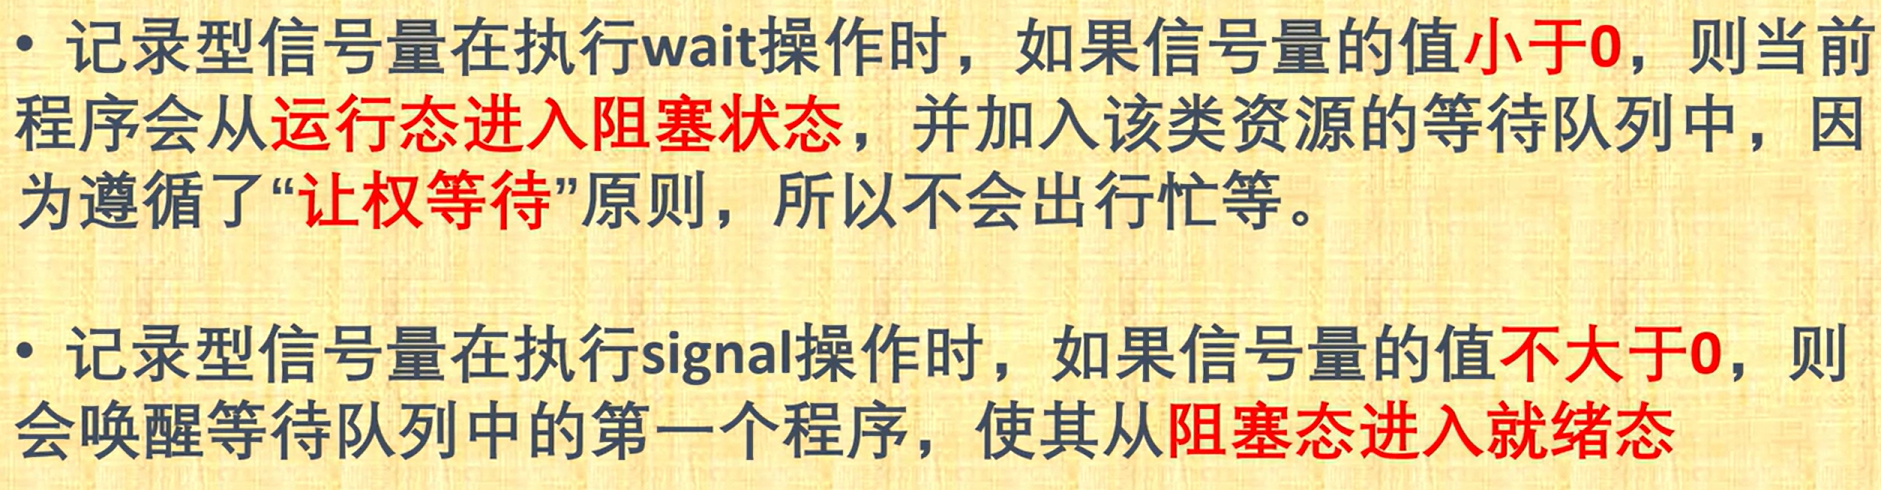 • 记录型信号量在执行wait操作时，如果信号量的值小于0，则当前
程序会从运行态进入阻塞状态，并加入该类资源的等待队列中，因
为遵循了“让权等待”原则，所以不会出行忙等。
• 记录型信号量在执行signal操作时，如果信号量的值不大于0，则
会唤醒等待队列中的第一个程序，使其从阻塞态进入就绪态